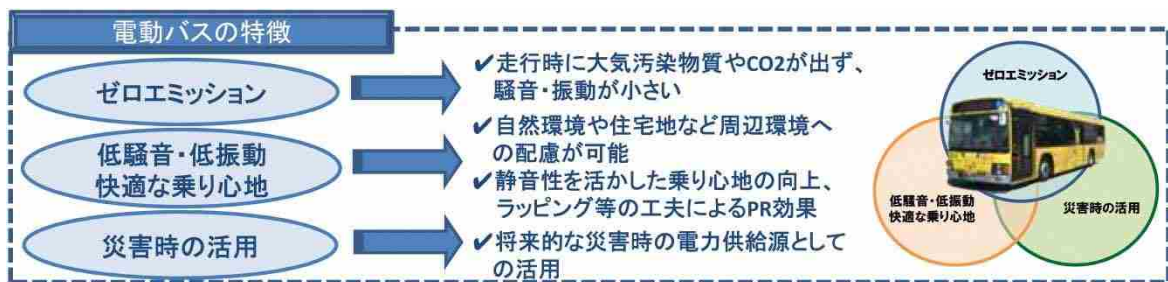 電動バスの特徴
ゼロエミッション
✔走行時に大気汚染物質やCO2が出ず、
騒音・振動が小さい
低騒音・低振動
快適な乗り心地
✔自然環境や住宅地など周辺環境へ
の配慮が可能
✔静音性を活かした乗り心地の向上、
ラッピング等の工夫によるPR効果
災害時の活用
✔将来的な災害時の電力供給源として
の活用
ゼロエミッション
低騒音・低振動
快適な乗り心地
災害時の活用